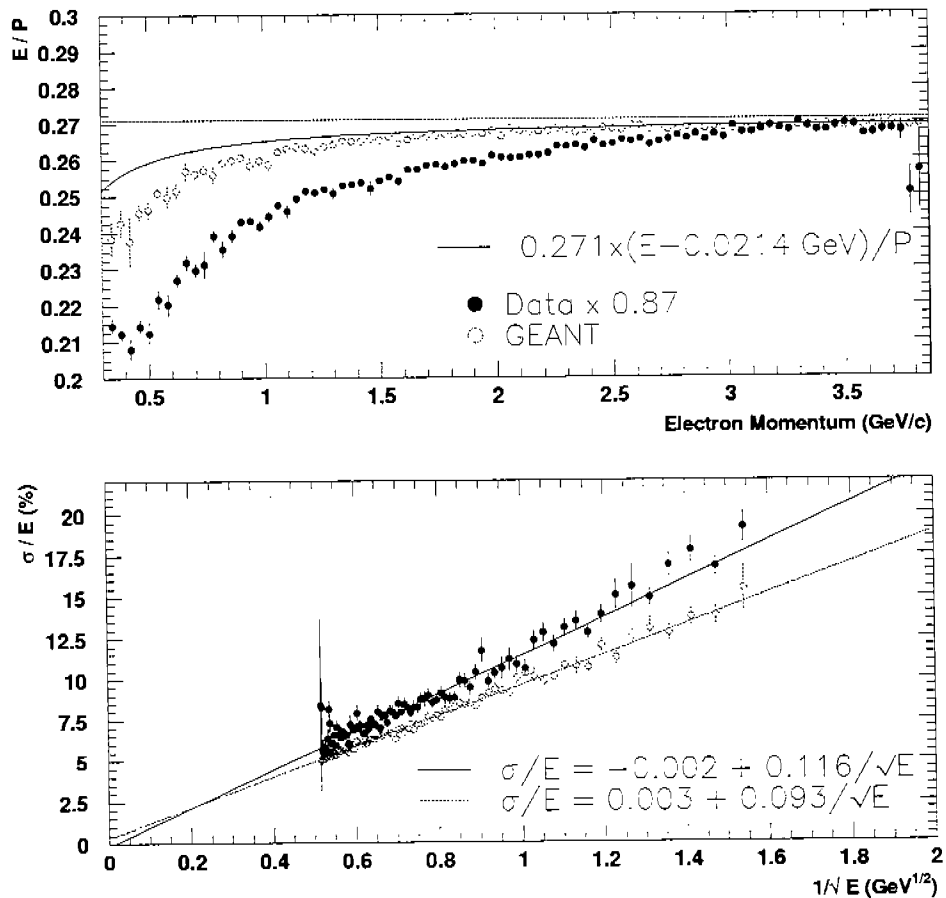 E / P
0.3
0.29
0.28
0.27
0.26
0.25
0.24
0.23
0.22
0.21
0.2
0.271x(E-0.0214 GeV)/P
Data x 0.87
GEANT
0.5 1 1.5 2 2.5 3 3.5
Electron Momentum (GeV/c)
σ / E (%)
20
17.5
15
12.5
10
7.5
5
2.5
0
σ/E = -0.002 + 0.116/√E
σ/E = 0.003 + 0.093/√E
0 0.2 0.4 0.6 0.8 1 1.2 1.4 1.6 1.8 2
1/√ E (GeV1/2)